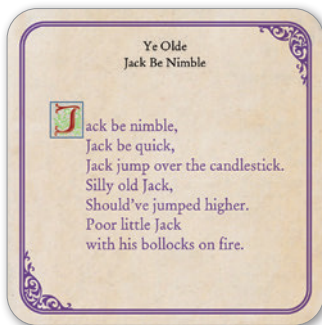 Ye Olde
Jack Be Nimble
Jack be nimble,
Jack be quick,
Jack jump over the candlestick.
Silly old Jack,
Should've jumped higher.
Poor little Jack
with his bollocks on fire.